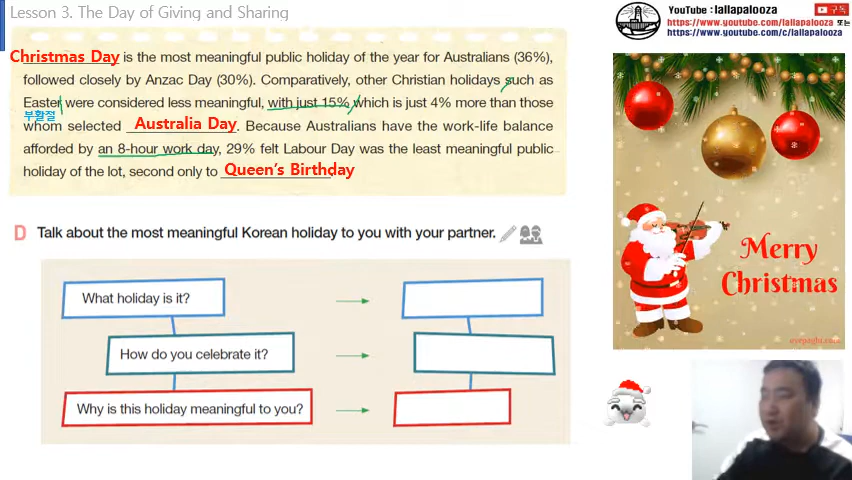 Lesson 3. The Day of Giving and Sharing
YouTube : lallapalooza 구독
https://www.youtube.com/lallapalooza 또는
https://www.youtube.com/c/lallapalooza
Christmas Day is the most meaningful public holiday of the year for Australians (36%),
followed closely by Anzac Day (30%). Comparatively, other Christian holidays such as
Easter were considered less meaningful, with just 15% which is just 4% more than those
부활절
whom selected Australia Day. Because Australians have the work-life balance
afforded by an 8-hour work day, 29% felt Labour Day was the least meaningful public
holiday of the lot, second only to Queen's Birthday.
D Talk about the most meaningful Korean holiday to you with your partner.
What holiday is it?
How do you celebrate it?
Why is this holiday meaningful to you?
Merry
Christmas